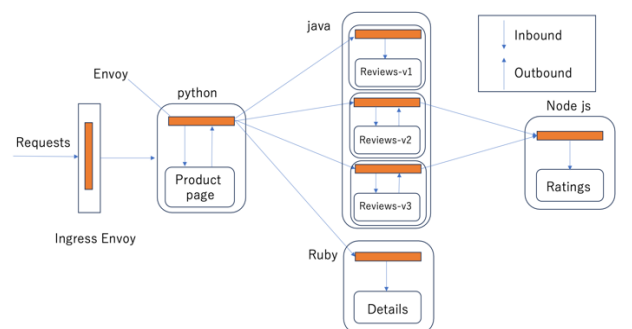 java
Inbound
Outbound
Envoy
python
Reviews-v1
Node js
Requests
Reviews-v2
Product
page
Ratings
Reviews-v3
Ingress Envoy
Ruby
Details